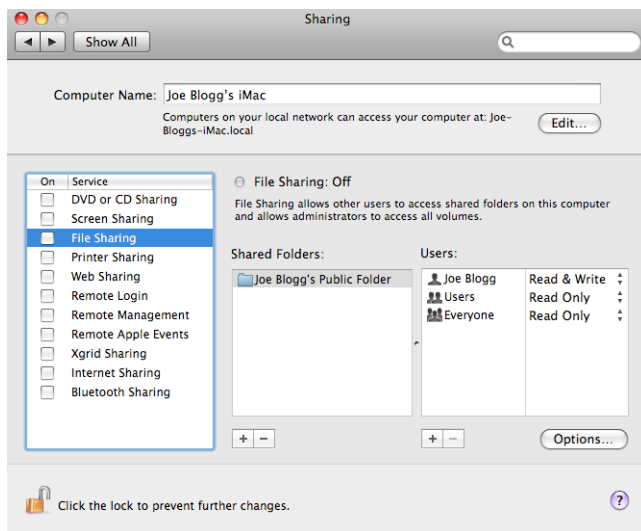 Sharing
Show All
Computer Name: Joe Blogg's iMac
Computers on your local network can access your computer at: Joe-
Bloggs-iMac.local
Edit...
On Service
DVD or CD Sharing
Screen Sharing
File Sharing
Printer Sharing
Web Sharing
Remote Login
Remote Management
Remote Apple Events
Xgrid Sharing
Internet Sharing
Bluetooth Sharing
File Sharing: Off
File Sharing allows other users to access shared folders on this computer
and allows administrators to access all volumes.
Shared Folders:
Joe Blogg's Public Folder
+ −
Users:
Joe Blogg Read & Write
Users Read Only
Everyone Read Only
+ −
Options...
Click the lock to prevent further changes.
?